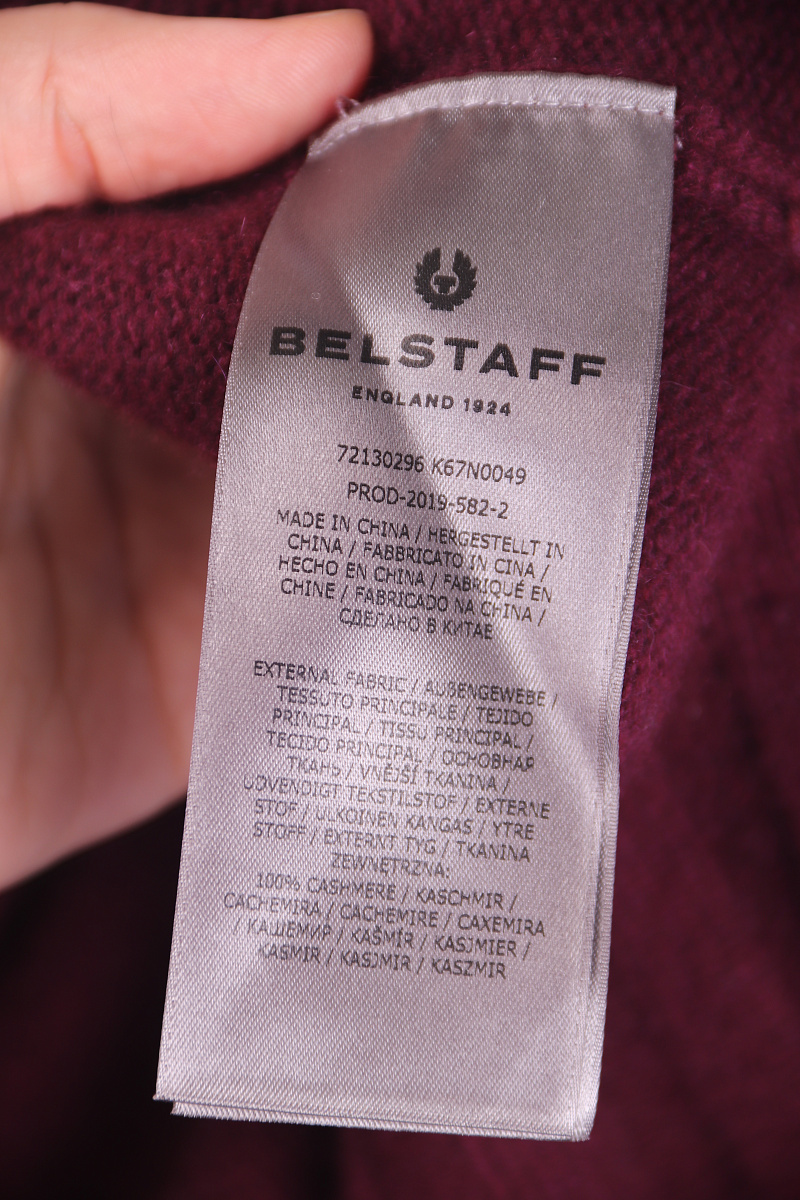 BELSTAFF
ENGLAND 1924
72130296 K67N0049
PROD-2019-582-2
MADE IN CHINA / HERGESTELLT IN
CHINA / FABBRICATO IN CINA /
HECHO EN CHINA / FABRIQUÉ EN
CHINE / FABRICADO NA CHINA /
СДЕЛАНО В КИТАЕ
EXTERNAL FABRIC / AUßENGEWEBE /
TESSUTO PRINCIPALE / TEJIDO
PRINCIPAL / TISSU PRINCIPAL /
TECIDO PRINCIPAL / ОСНОВНАЯ
ТКАНЬ / VNĚJŠÍ TKANINA /
UDVENDIGT TEKSTILSTOF / EXTERNE
STOF / ULKOINEN KANGAS / YTRE
STOFF / EXTERNT TYG / TKANINA
ZEWNĘTRZNA:
100% CASHMERE / KASCHMIR /
CACHEMIRA / CACHEMIRE / CAXEMIRA
/ КАШЕМИР / KAŠMÍR / KASJMIER /
KASMIR / KASJMIR / KASZMIR